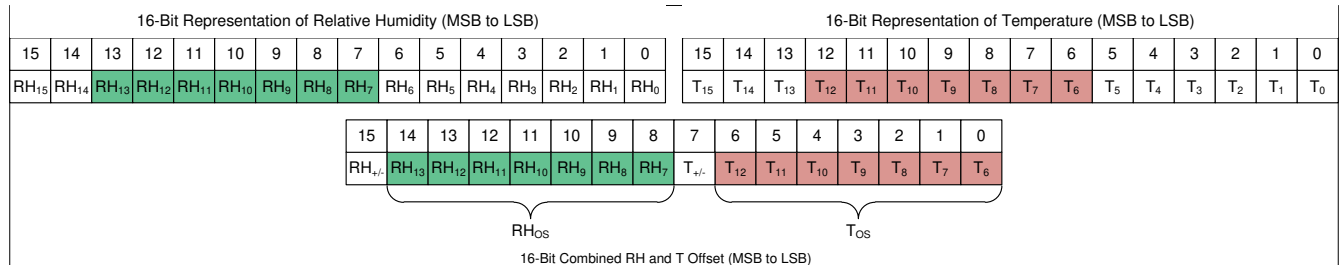 16-Bit Representation of Relative Humidity (MSB to LSB) 16-Bit Representation of Temperature (MSB to LSB)
15 14 13 12 11 10 9 8 7 6 5 4 3 2 1 0 15 14 13 12 11 10 9 8 7 6 5 4 3 2 1 0
RH15 RH14 RH13 RH12 RH11 RH10 RH9 RH8 RH7 RH6 RH5 RH4 RH3 RH2 RH1 RH0 T15 T14 T13 T12 T11 T10 T9 T8 T7 T6 T5 T4 T3 T2 T1 T0
15 14 13 12 11 10 9 8 7 6 5 4 3 2 1 0
RH+/- RH13 RH12 RH11 RH10 RH9 RH8 RH7 T+/- T12 T11 T10 T9 T8 T7 T6
RHOS TOS
16-Bit Combined RH and T Offset (MSB to LSB)